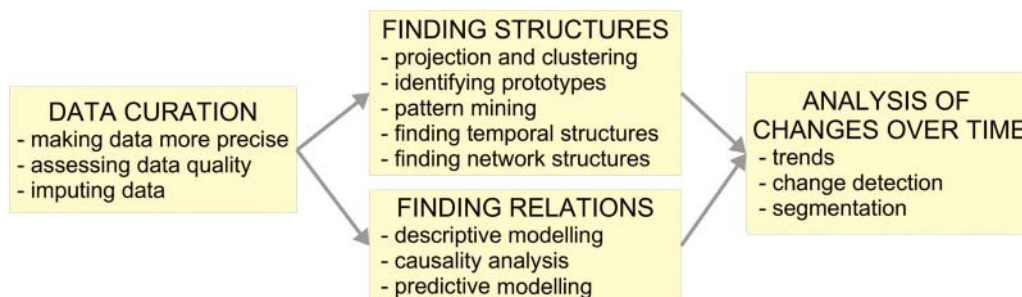 DATA CURATION
- making data more precise
- assessing data quality
- imputing data
FINDING STRUCTURES
- projection and clustering
- identifying prototypes
- pattern mining
- finding temporal structures
- finding network structures
FINDING RELATIONS
- descriptive modelling
- causality analysis
- predictive modelling
ANALYSIS OF
CHANGES OVER TIME
- trends
- change detection
- segmentation